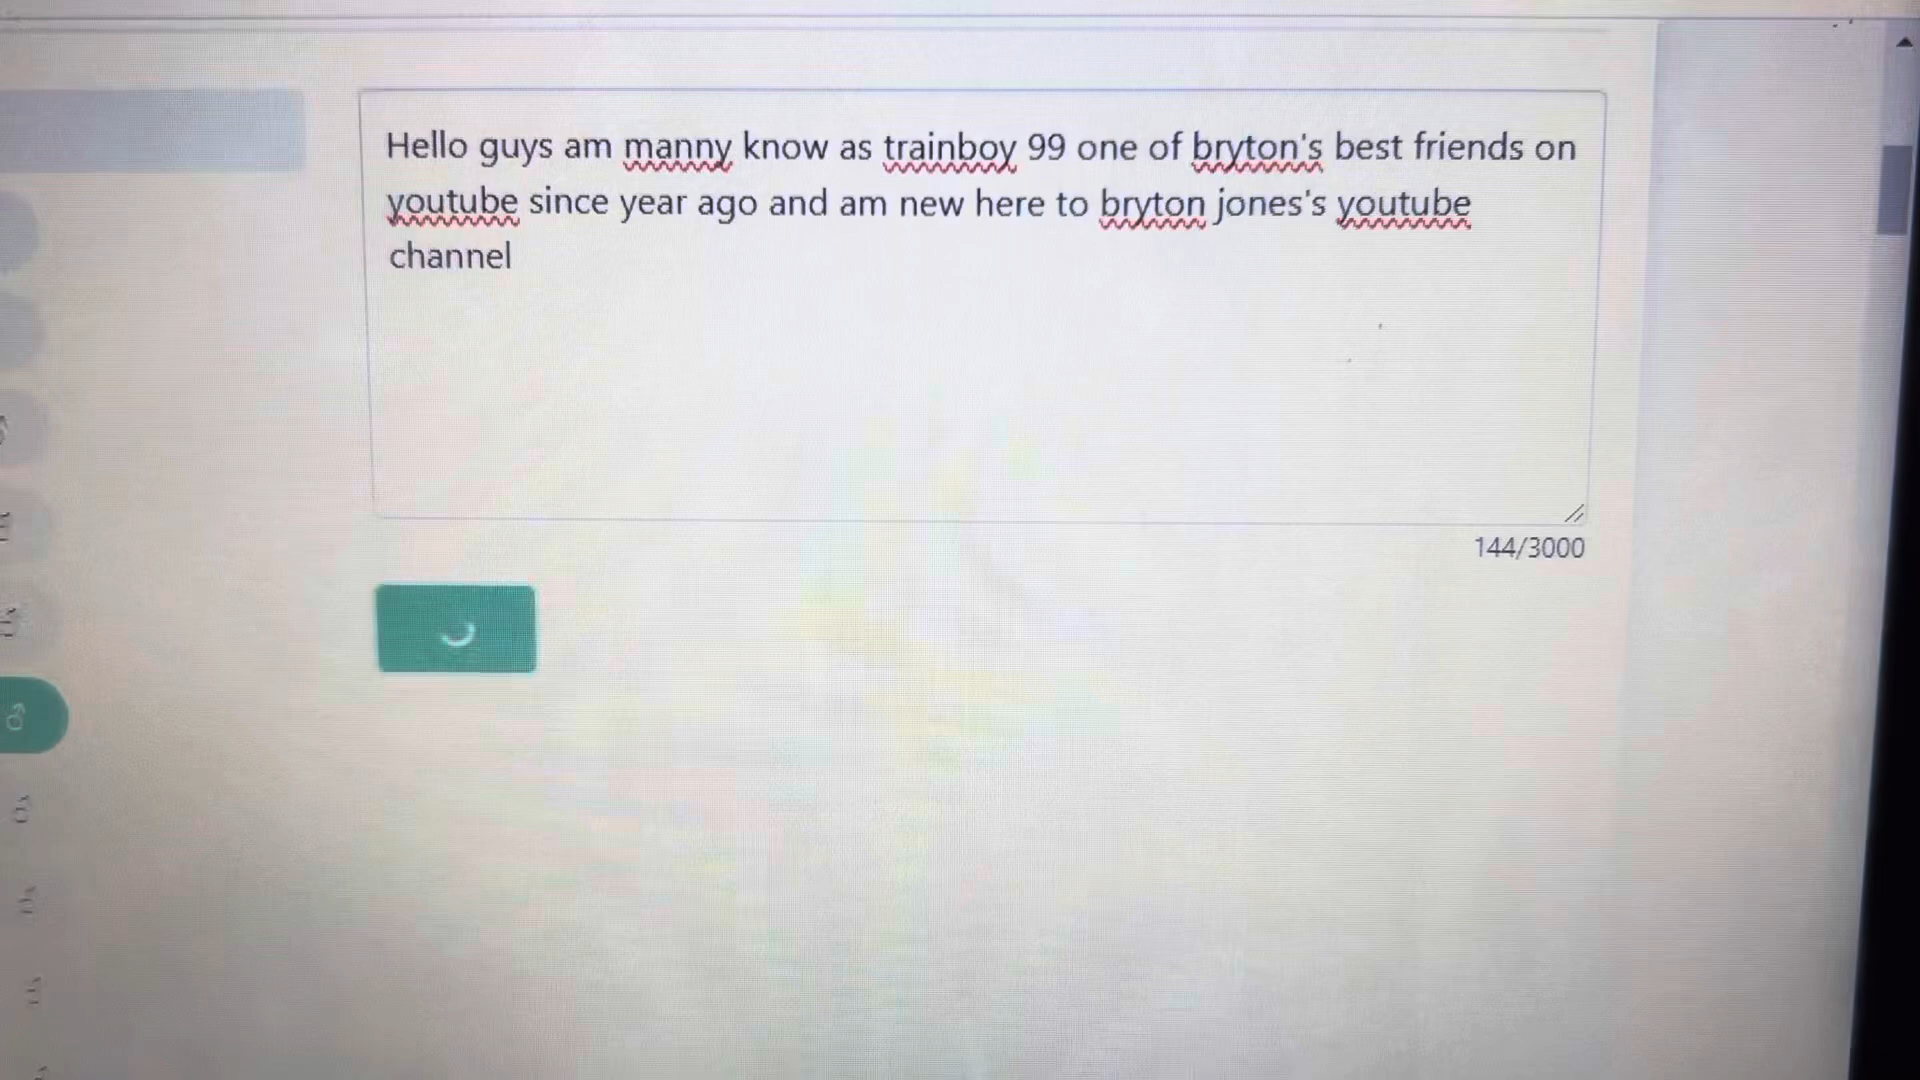 Hello guys am manny know as trainboy 99 one of bryton's best friends on
youtube since year ago and am new here to bryton jones's youtube
channel
144/3000